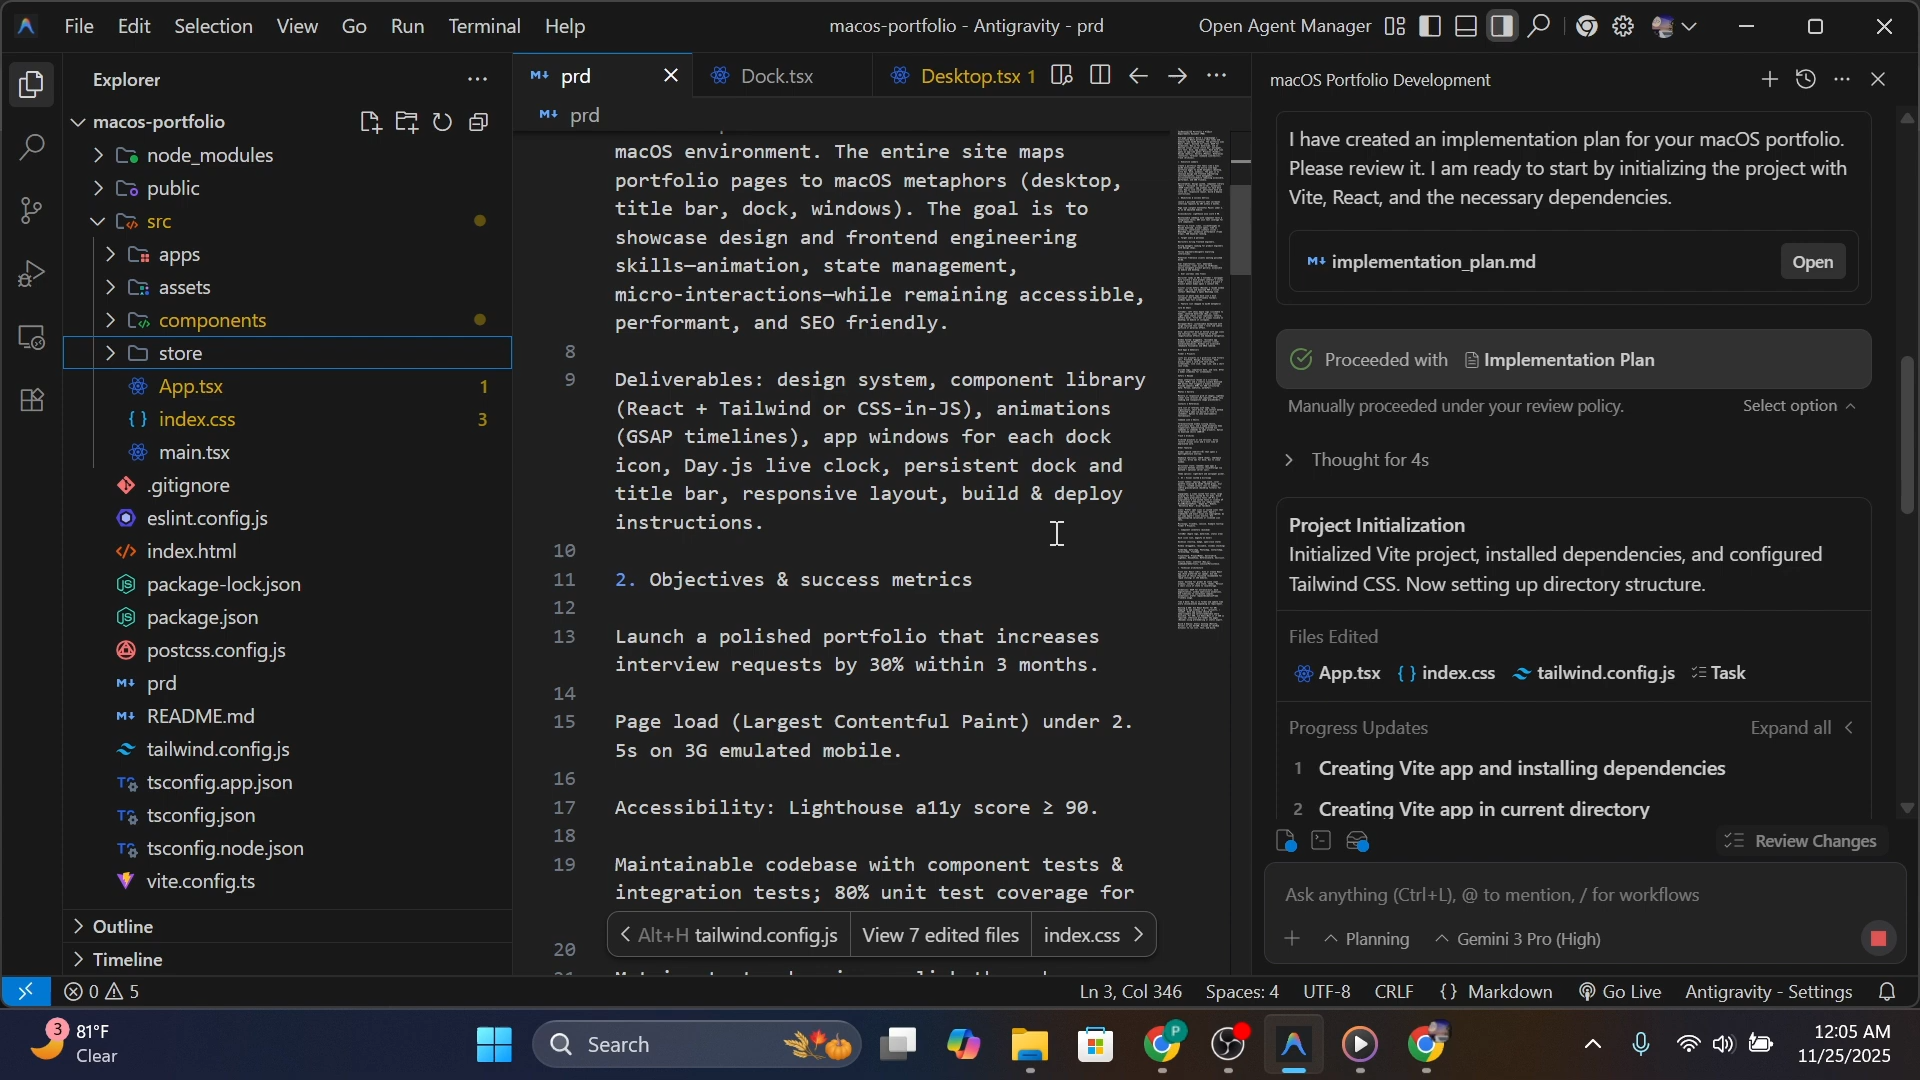 File Edit Selection View Go Run Terminal Help
macos-portfolio - Antigravity - prd
Open Agent Manager
Explorer
macos-portfolio
node_modules
public
src
apps
assets
components
store
App.tsx 1
index.css 3
main.tsx
.gitignore
eslint.config.js
index.html
package-lock.json
package.json
postcss.config.js
prd
README.md
tailwind.config.js
tsconfig.app.json
tsconfig.json
tsconfig.node.json
vite.config.ts
Outline
Timeline
prd
Dock.tsx
Desktop.tsx 1
prd
macOS environment. The entire site maps
portfolio pages to macOS metaphors (desktop,
title bar, dock, windows). The goal is to
showcase design and frontend engineering
skills—animation, state management,
micro-interactions—while remaining accessible,
performant, and SEO friendly.
8
9 Deliverables: design system, component library
(React + Tailwind or CSS-in-JS), animations
(GSAP timelines), app windows for each dock
icon, Day.js live clock, persistent dock and
title bar, responsive layout, build & deploy
instructions.
10
11 2. Objectives & success metrics
12
13 Launch a polished portfolio that increases
interview requests by 30% within 3 months.
14
15 Page load (Largest Contentful Paint) under 2.
5s on 3G emulated mobile.
16
17 Accessibility: Lighthouse a11y score ≥ 90.
18
19 Maintainable codebase with component tests &
integration tests; 80% unit test coverage for
20
Alt+H tailwind.config.js View 7 edited files index.css
macOS Portfolio Development
I have created an implementation plan for your macOS portfolio.
Please review it. I am ready to start by initializing the project with
Vite, React, and the necessary dependencies.
implementation_plan.md Open
Proceeded with Implementation Plan
Manually proceeded under your review policy. Select option
Thought for 4s
Project Initialization
Initialized Vite project, installed dependencies, and configured
Tailwind CSS. Now setting up directory structure.
Files Edited
App.tsx index.css tailwind.config.js Task
Progress Updates Expand all
1 Creating Vite app and installing dependencies
2 Creating Vite app in current directory
Review Changes
Ask anything (Ctrl+L), @ to mention, / for workflows
Planning Gemini 3 Pro (High)
0 5 Ln 3, Col 346 Spaces: 4 UTF-8 CRLF {} Markdown Go Live Antigravity - Settings
3 81°F
Clear
Search
P
12:05 AM
11/25/2025